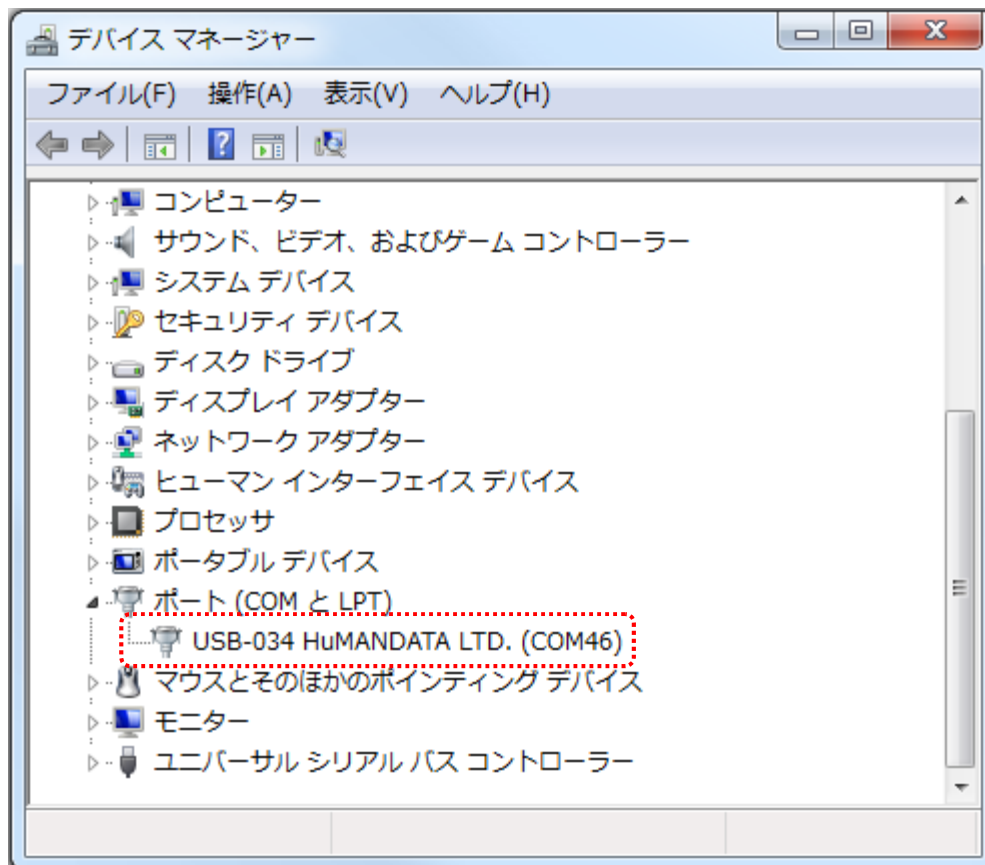 デバイス マネージャー
ファイル(F) 操作(A) 表示(V) ヘルプ(H)
コンピューター
サウンド、ビデオ、およびゲーム コントローラー
システム デバイス
セキュリティ デバイス
ディスク ドライブ
ディスプレイ アダプター
ネットワーク アダプター
ヒューマン インターフェイス デバイス
プロセッサ
ポータブル デバイス
ポート (COM と LPT)
USB-034 HuMANDATA LTD. (COM46)
マウスとそのほかのポインティング デバイス
モニター
ユニバーサル シリアル バス コントローラー